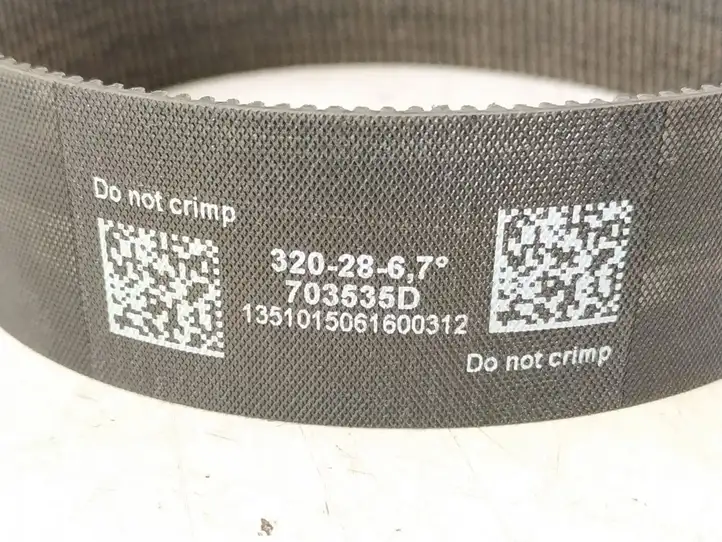 Do not crimp
320-28-6,7°
703535D
1351015061600312
Do not crimp